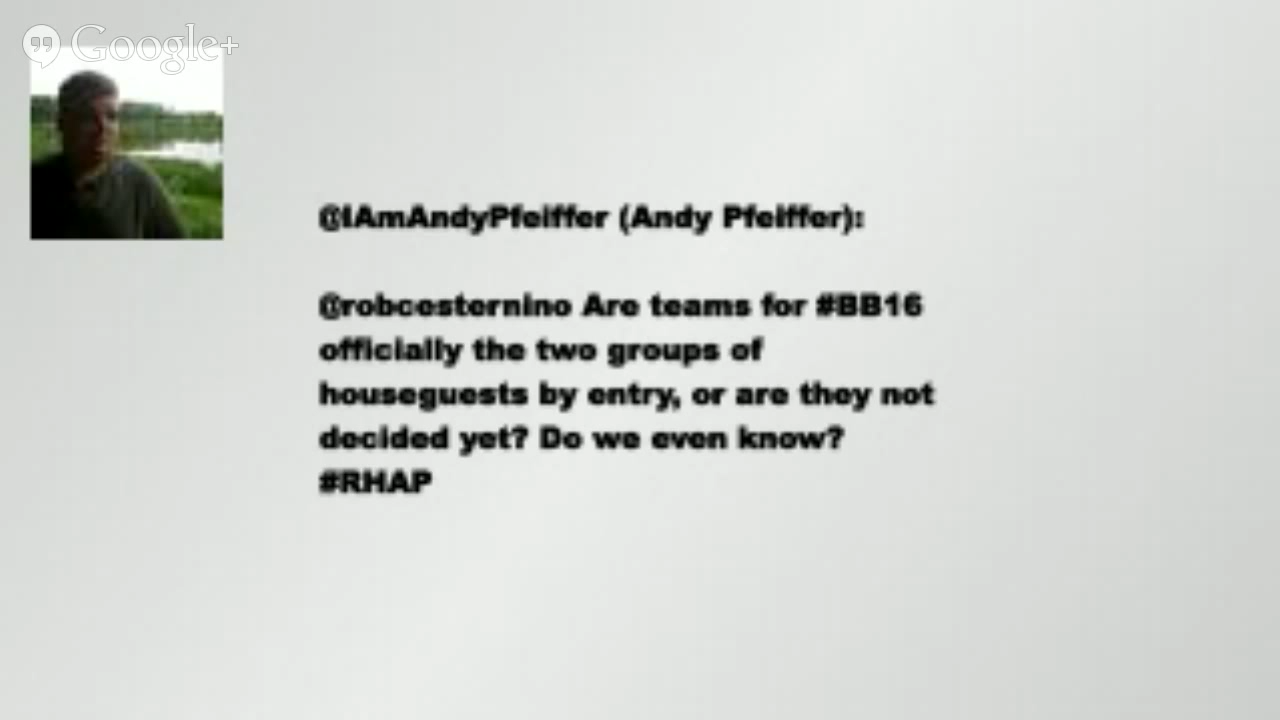 Google+
@IAmAndyPfeiffer (Andy Pfeiffer):
@robcesternino Are teams for #BB16
officially the two groups of
houseguests by entry, or are they not
decided yet? Do we even know?
#RHAP